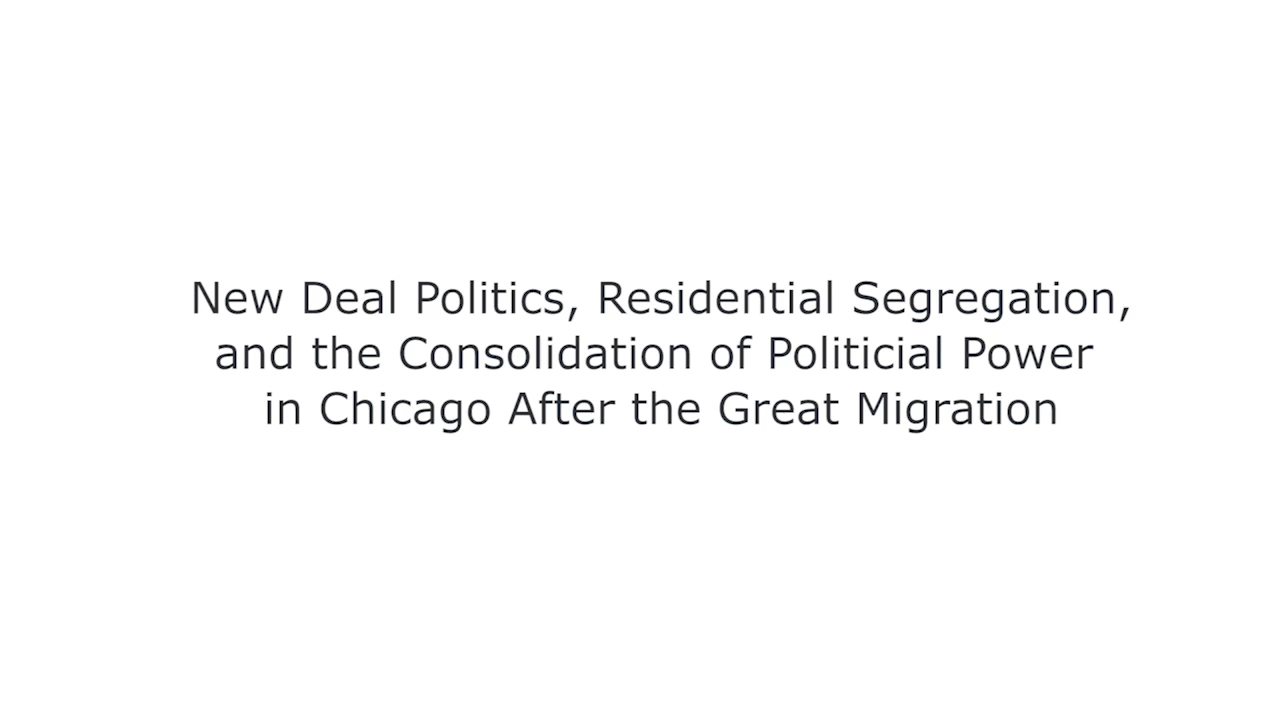 New Deal Politics, Residential Segregation,
and the Consolidation of Politicial Power
in Chicago After the Great Migration